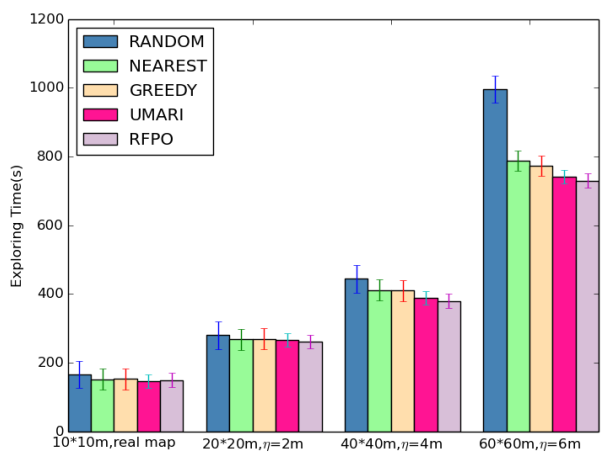 1200
1000
800
600
400
200
0
Exploring Time(s)
RANDOM
NEAREST
GREEDY
UMARI
RFPO
10*10m,real map
20*20m,η=2m
40*40m,η=4m
60*60m,η=6m